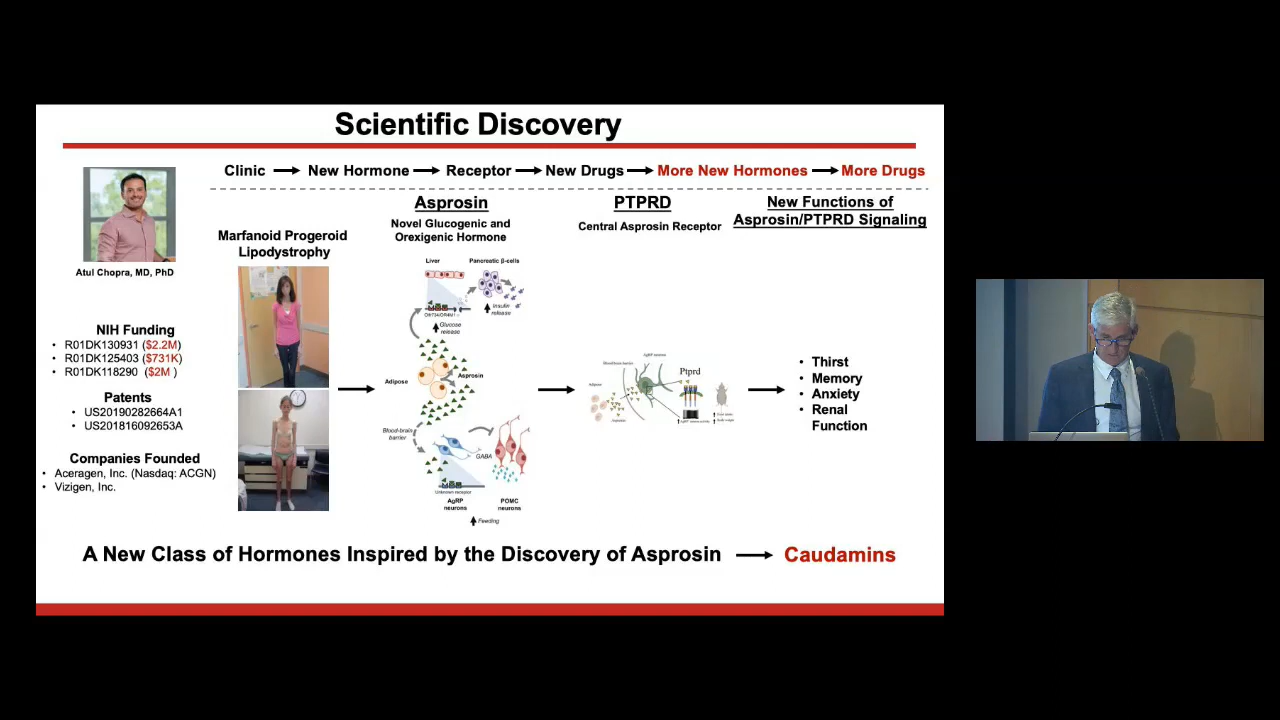 Scientific Discovery
Clinic New Hormone Receptor New Drugs More New Hormones More Drugs
Atul Chopra, MD, PhD
NIH Funding
• R01DK130931 ($2.2M)
• R01DK125403 ($731K)
• R01DK118290 ($2M )
Patents
• US20190282664A1
• US201816092653A
Companies Founded
• Aceragen, Inc. (Nasdaq: ACGN)
• Vizigen, Inc.
Marfanoid Progeroid
Lipodystrophy
Asprosin
Novel Glucogenic and
Orexigenic Hormone
Liver
Pancreatic β-cells
Insulin
release
Glucose
release
Adipose
Asprosin
Blood-brain
barrier
GABA
Unknown receptor
AgRP
neurons
POMC
neurons
Feeding
PTPRD
Central Asprosin Receptor
Ptprd
New Functions of
Asprosin/PTPRD Signaling
• Thirst
• Memory
• Anxiety
• Renal
Function
A New Class of Hormones Inspired by the Discovery of Asprosin Caudamins